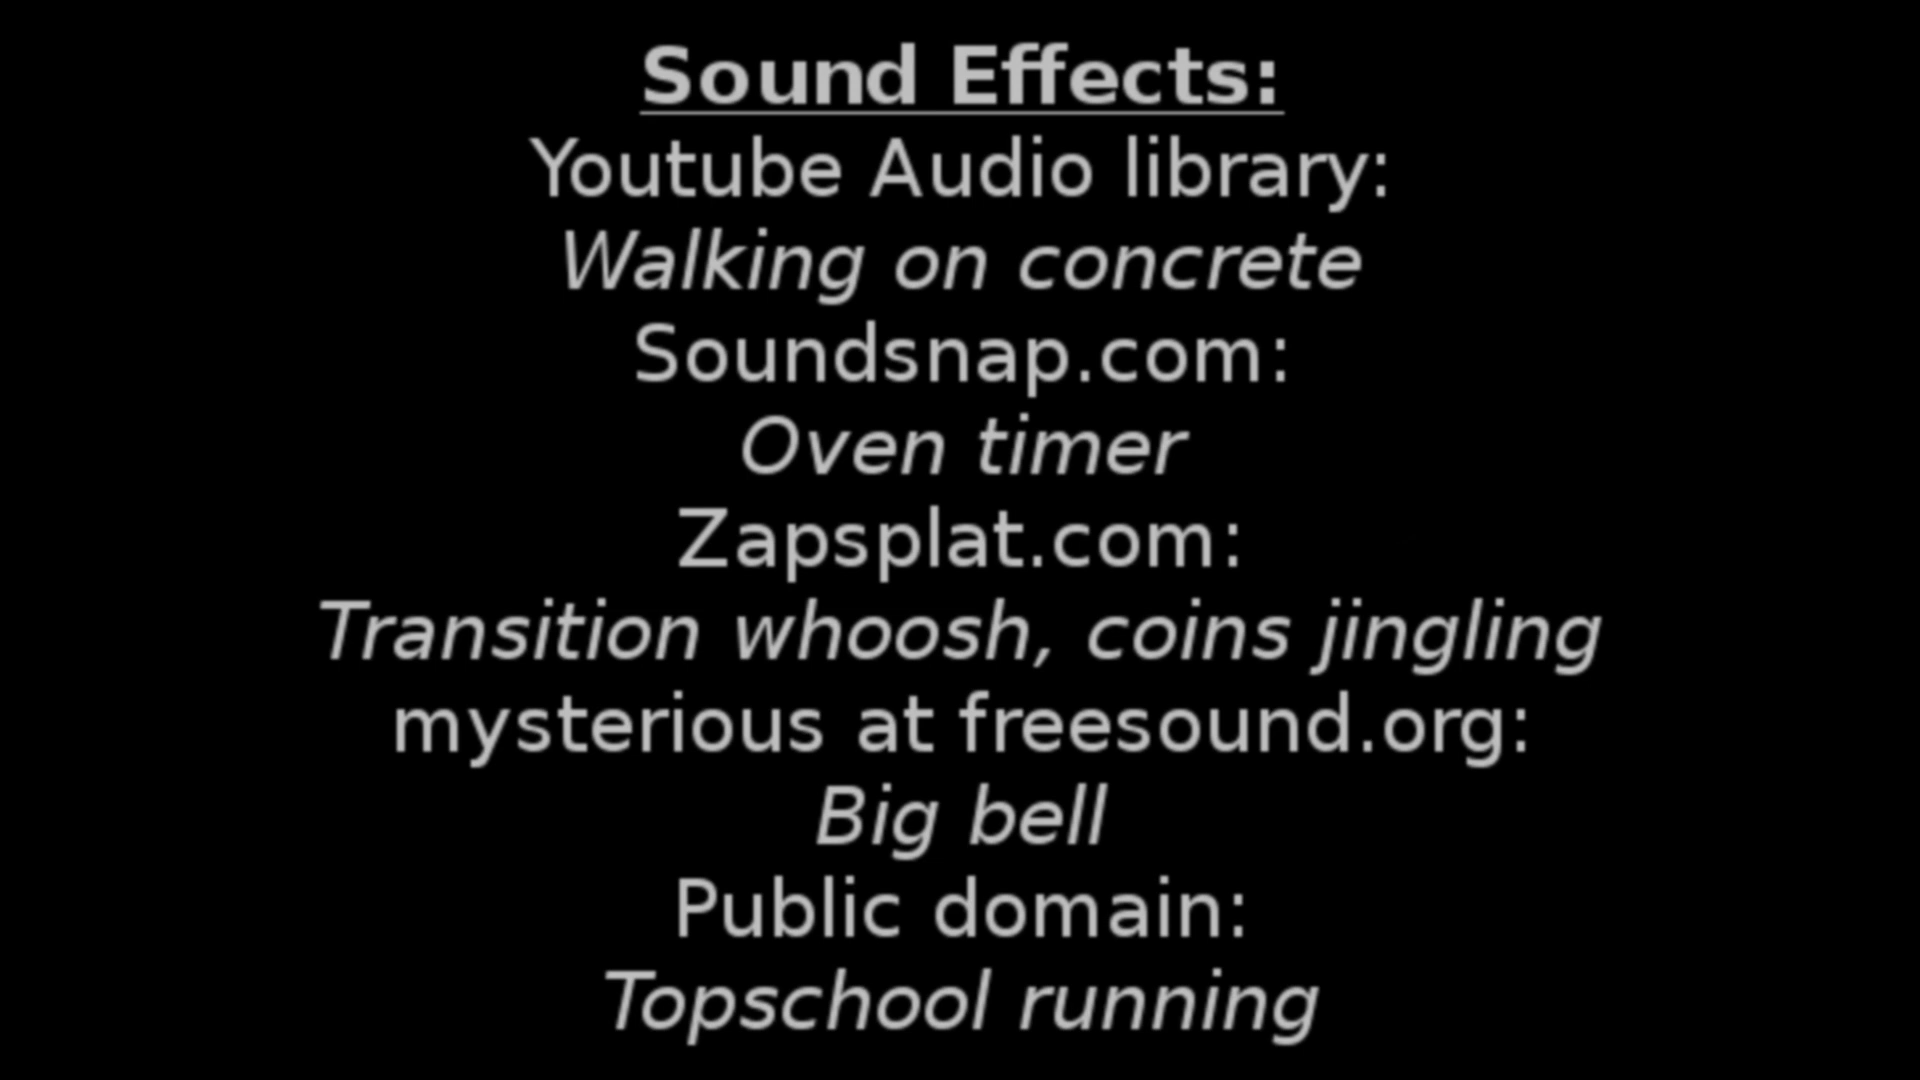 Sound Effects:
Youtube Audio library:
Walking on concrete
Soundsnap.com:
Oven timer
Zapsplat.com:
Transition whoosh, coins jingling
mysterious at freesound.org:
Big bell
Public domain:
Topschool running